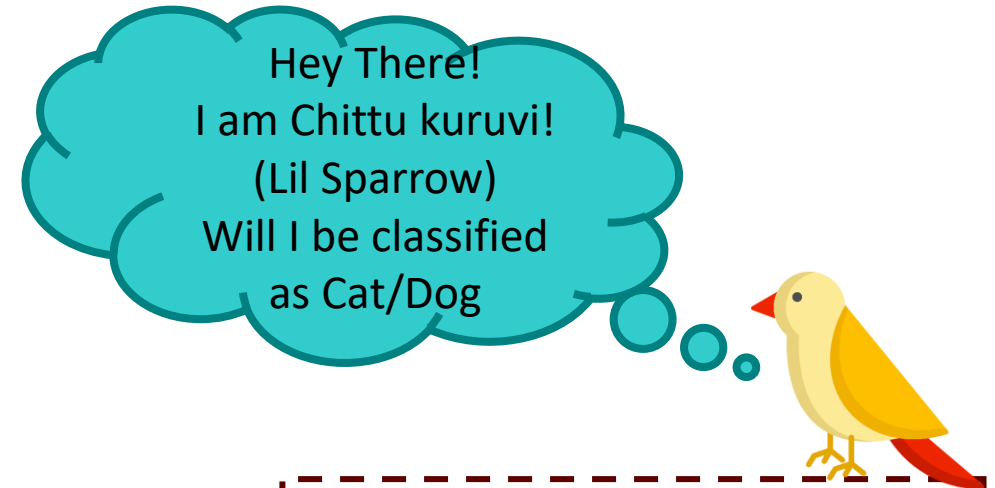 Hey There!
I am Chittu kuruvi!
(Lil Sparrow)
Will I be classified
as Cat/Dog